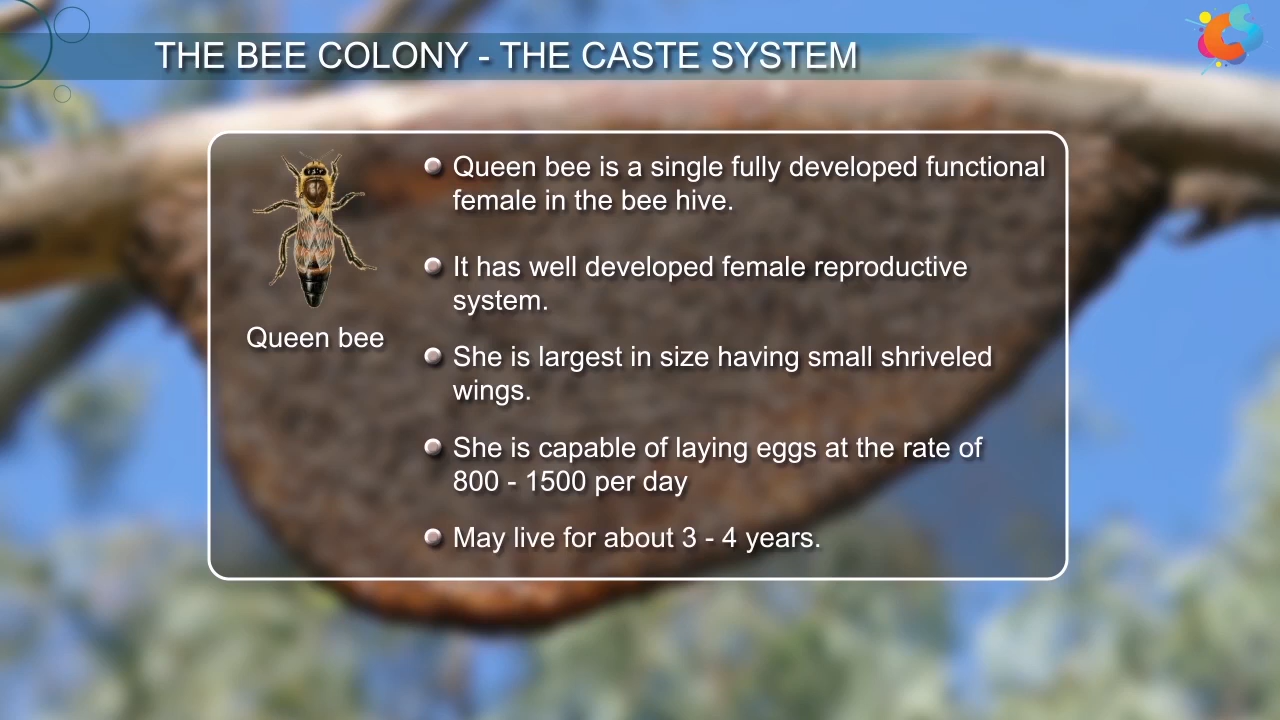 THE BEE COLONY - THE CASTE SYSTEM
Queen bee is a single fully developed functional
female in the bee hive.
It has well developed female reproductive
system.
She is largest in size having small shriveled
wings.
She is capable of laying eggs at the rate of
800 - 1500 per day
May live for about 3 - 4 years.
Queen bee